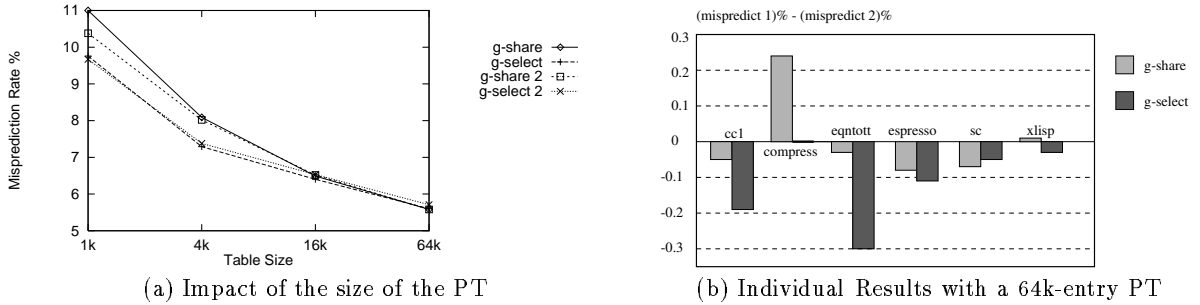 11
10
9
8
7
6
5
Misprediction Rate %
1k
4k
16k
64k
Table Size
g-share
g-select
g-share 2
g-select 2
(a) Impact of the size of the PT
(mispredict 1)% - (mispredict 2)%
0.3
0.2
0.1
0
-0.1
-0.2
-0.3
cc1
compress
eqntott
espresso
sc
xlisp
g-share
g-select
(b) Individual Results with a 64k-entry PT